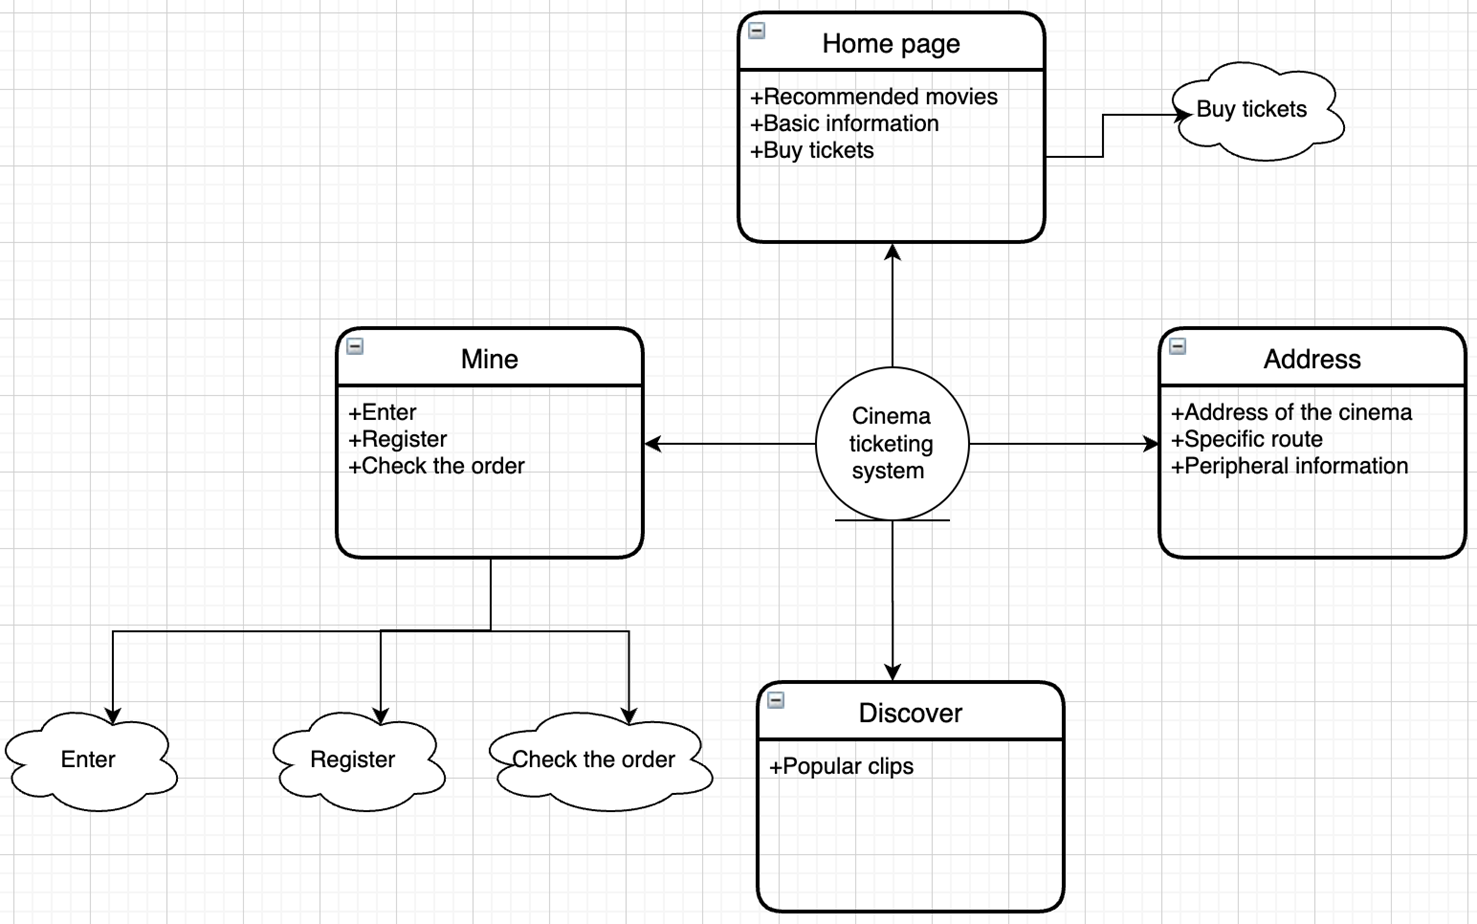 Home page
+Recommended movies
+Basic information
+Buy tickets
Buy tickets
Mine
+Enter
+Register
+Check the order
Cinema
ticketing
system
Address
+Address of the cinema
+Specific route
+Peripheral information
Enter
Register
Check the order
Discover
+Popular clips